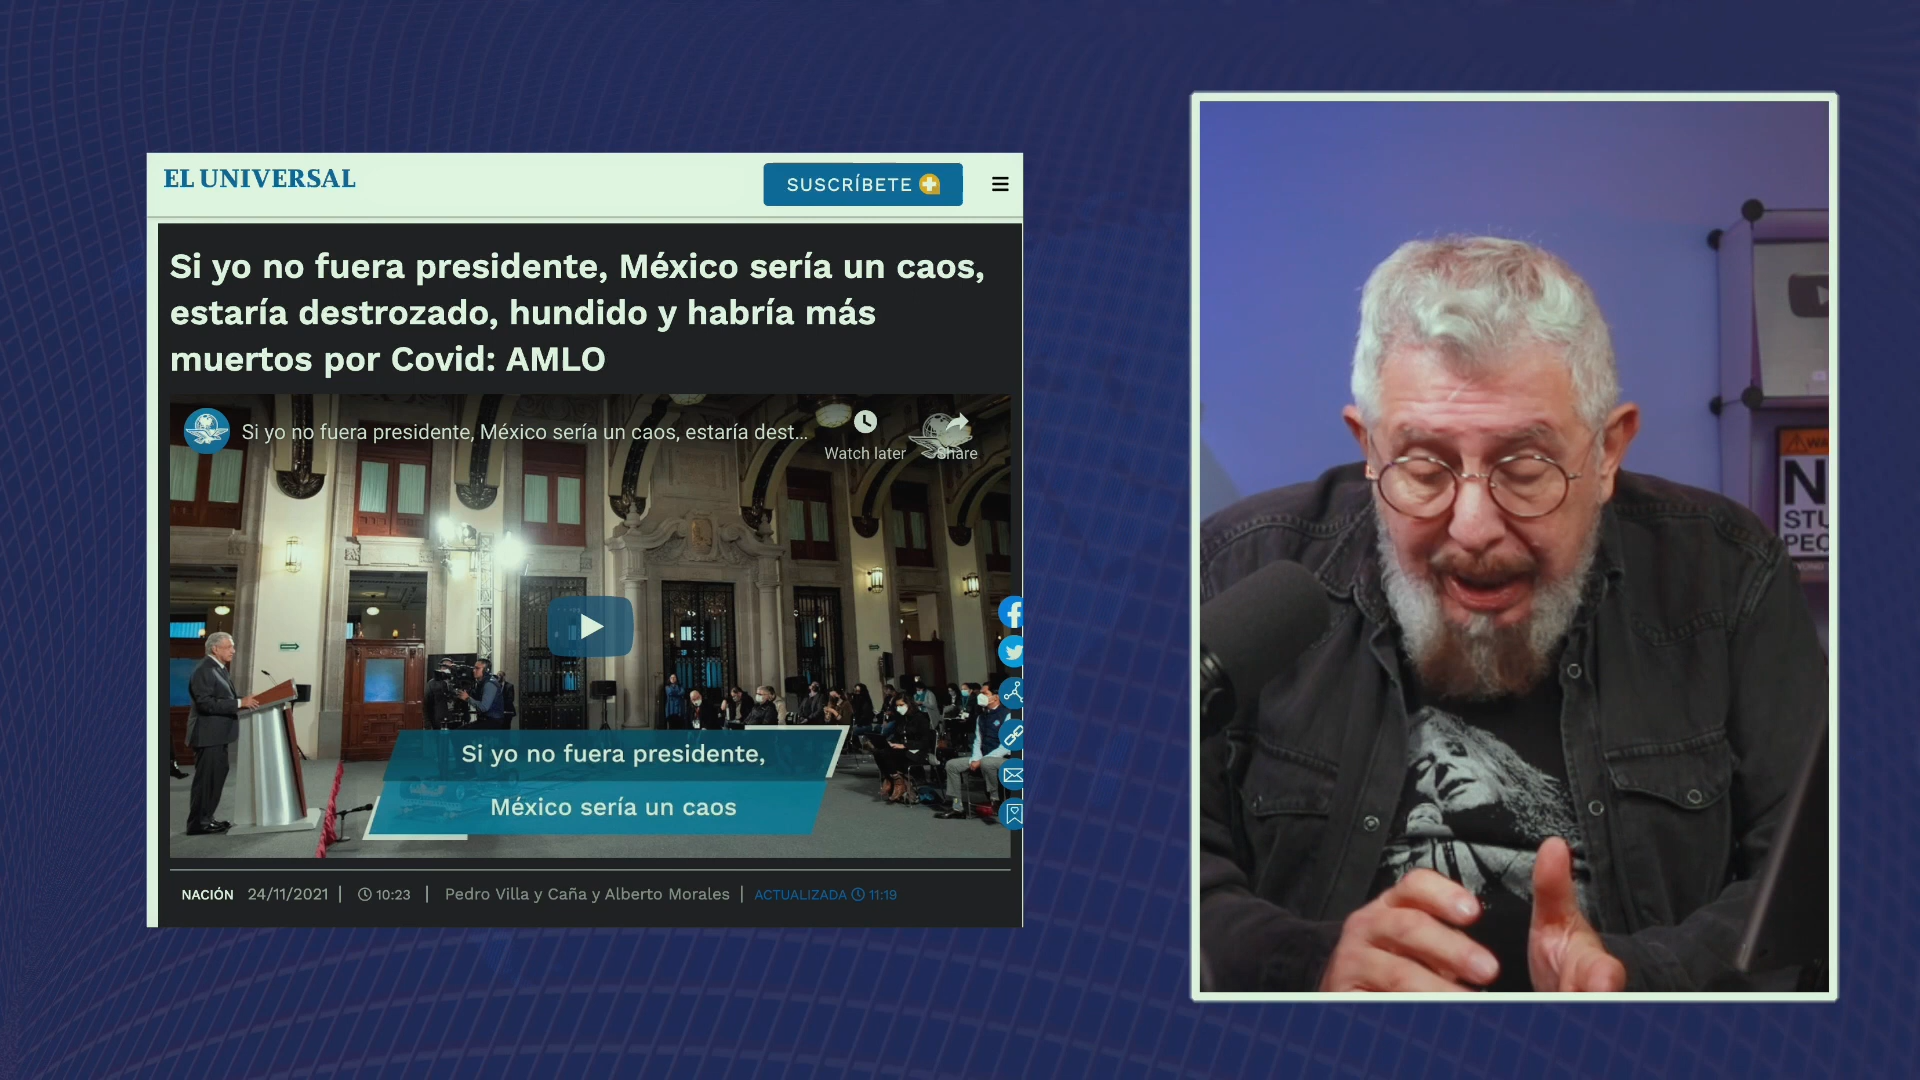 EL UNIVERSAL
SUSCRÍBETE
Si yo no fuera presidente, México sería un caos,
estaría destrozado, hundido y habría más
muertos por Covid: AMLO
Si yo no fuera presidente, México sería un caos, estaría dest...
Watch later
Share
Si yo no fuera presidente,
México sería un caos
NACIÓN 24/11/2021 | 10:23 | Pedro Villa y Caña y Alberto Morales | ACTUALIZADA 11:19